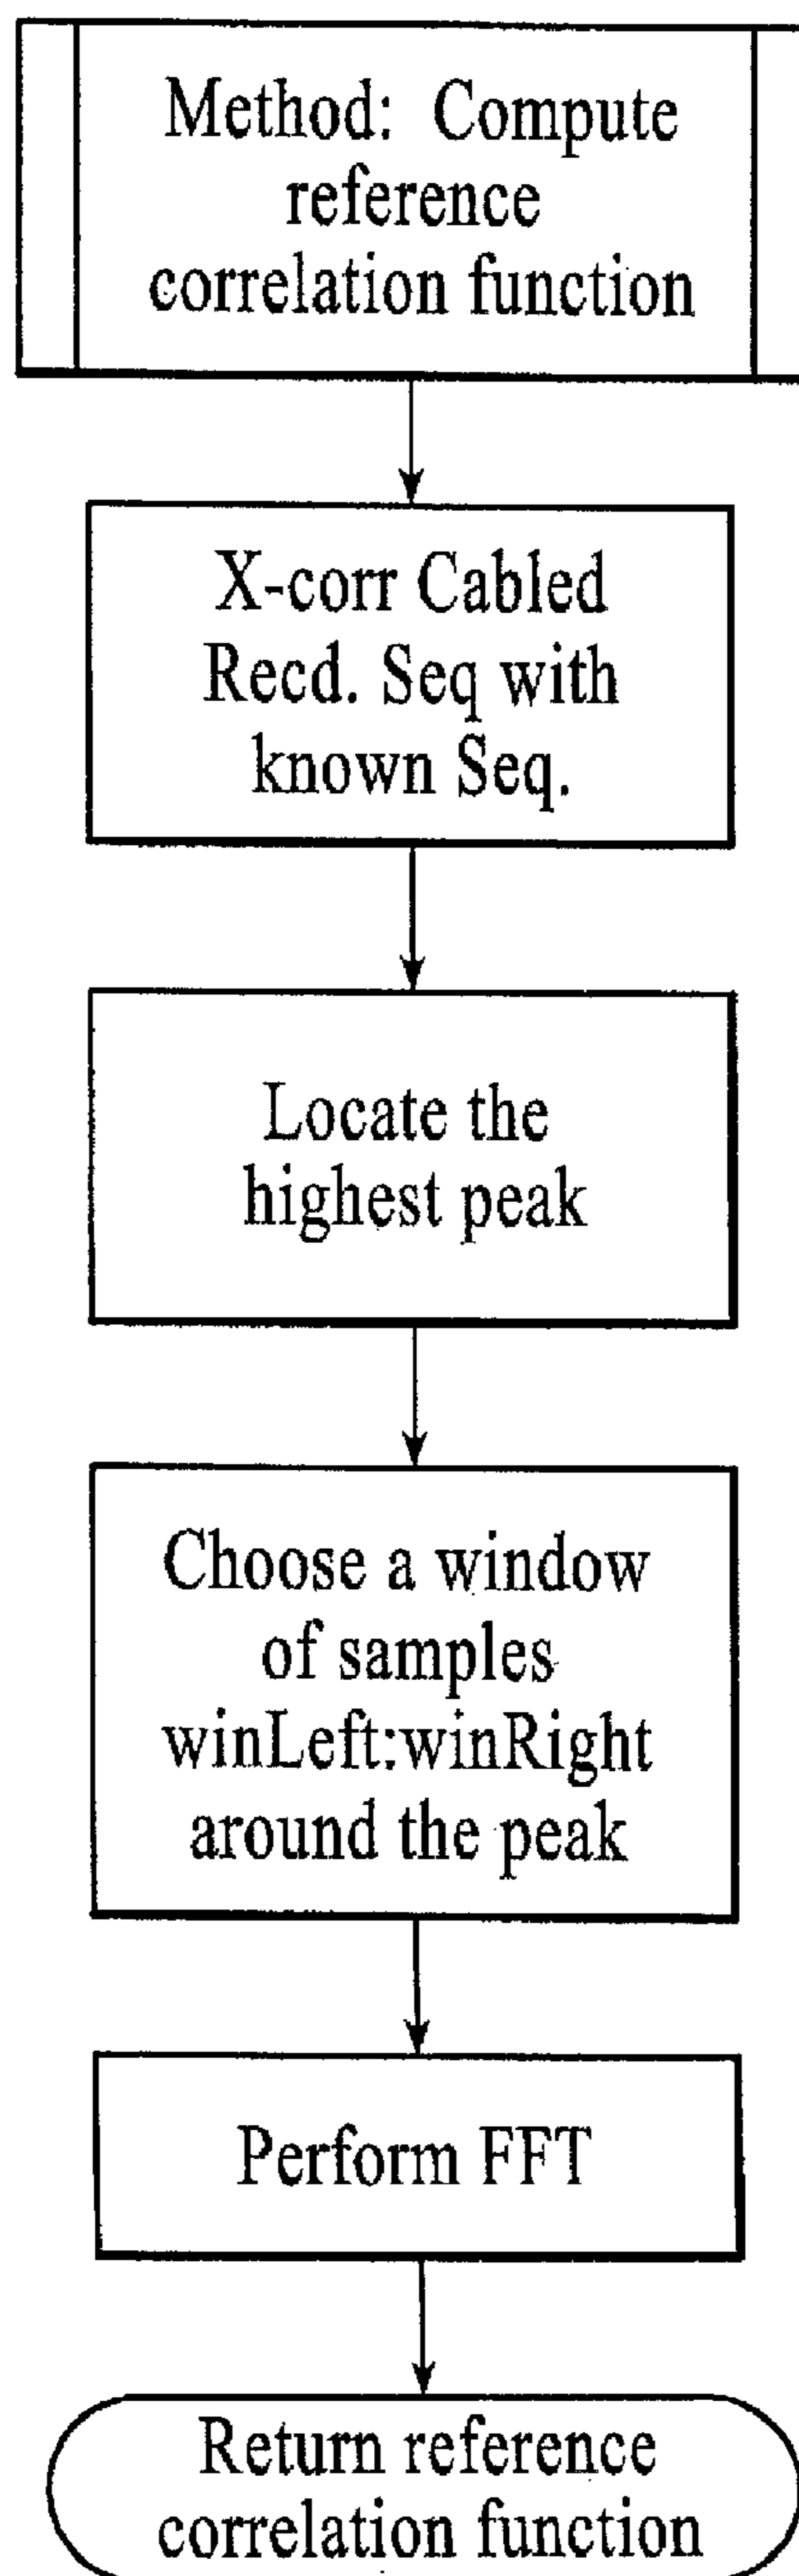 Method: Compute
reference
correlation function
X-corr Cabled
Recd. Seq with
known Seq.
Locate the
highest peak
Choose a window
of samples
winLeft:winRight
around the peak
Perform FFT
Return reference
correlation function